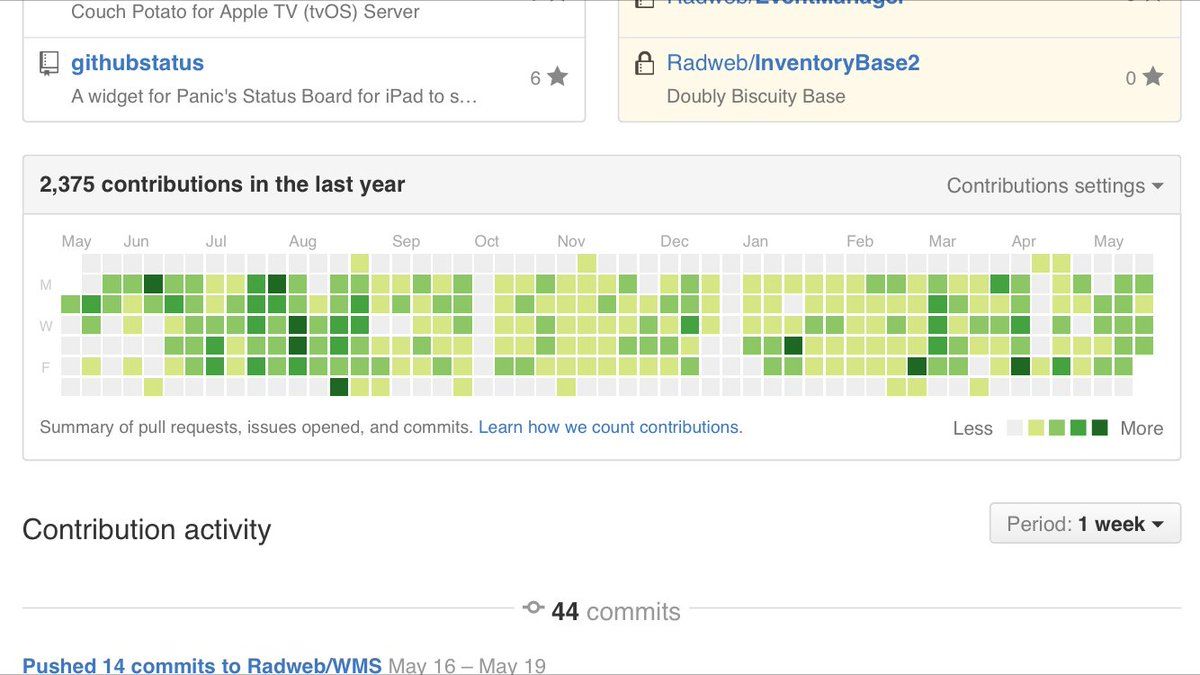 Couch Potato for Apple TV (tvOS) Server
Radweb/EventManager
githubstatus
6
A widget for Panic's Status Board for iPad to s…
Radweb/InventoryBase2
0
Doubly Biscuity Base
2,375 contributions in the last year
Contributions settings
May Jun Jul Aug Sep Oct Nov Dec Jan Feb Mar Apr May
M
W
F
Summary of pull requests, issues opened, and commits. Learn how we count contributions.
Less More
Contribution activity
Period: 1 week
44 commits
Pushed 14 commits to Radweb/WMS May 16 – May 19